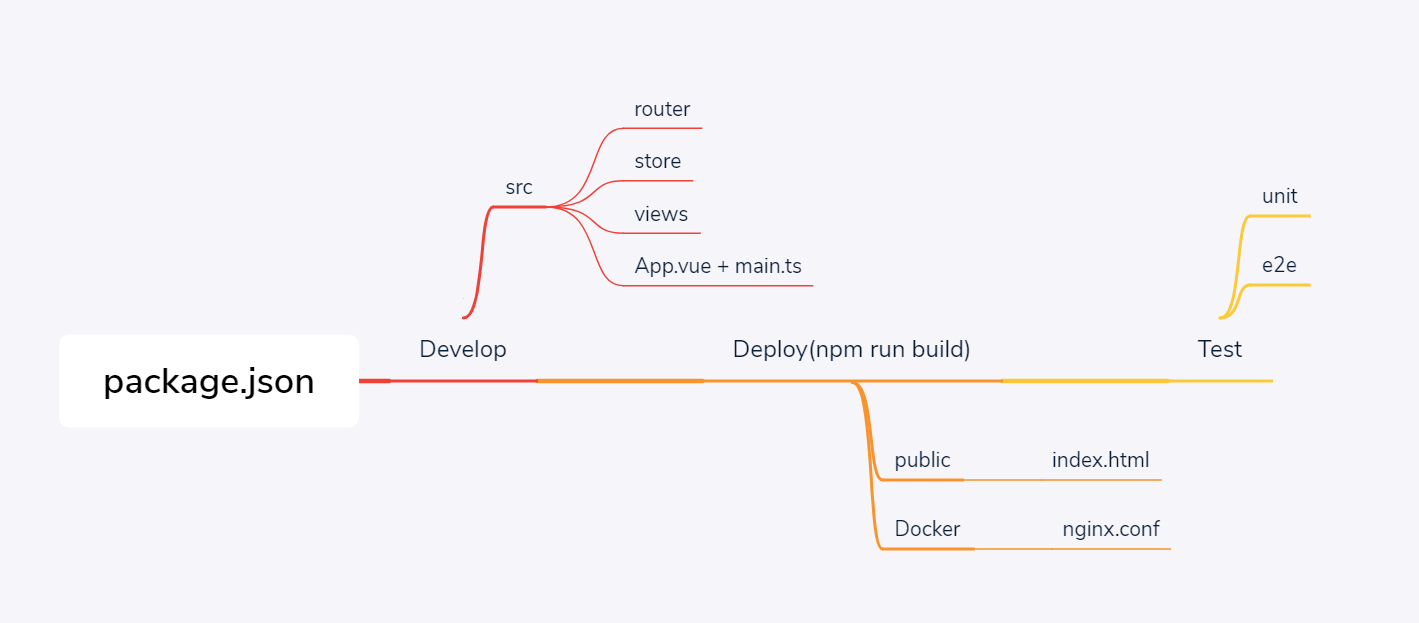 router
store
src
views
App.vue + main.ts
unit
e2e
Develop
Deploy(npm run build)
Test
package.json
public
index.html
Docker
nginx.conf